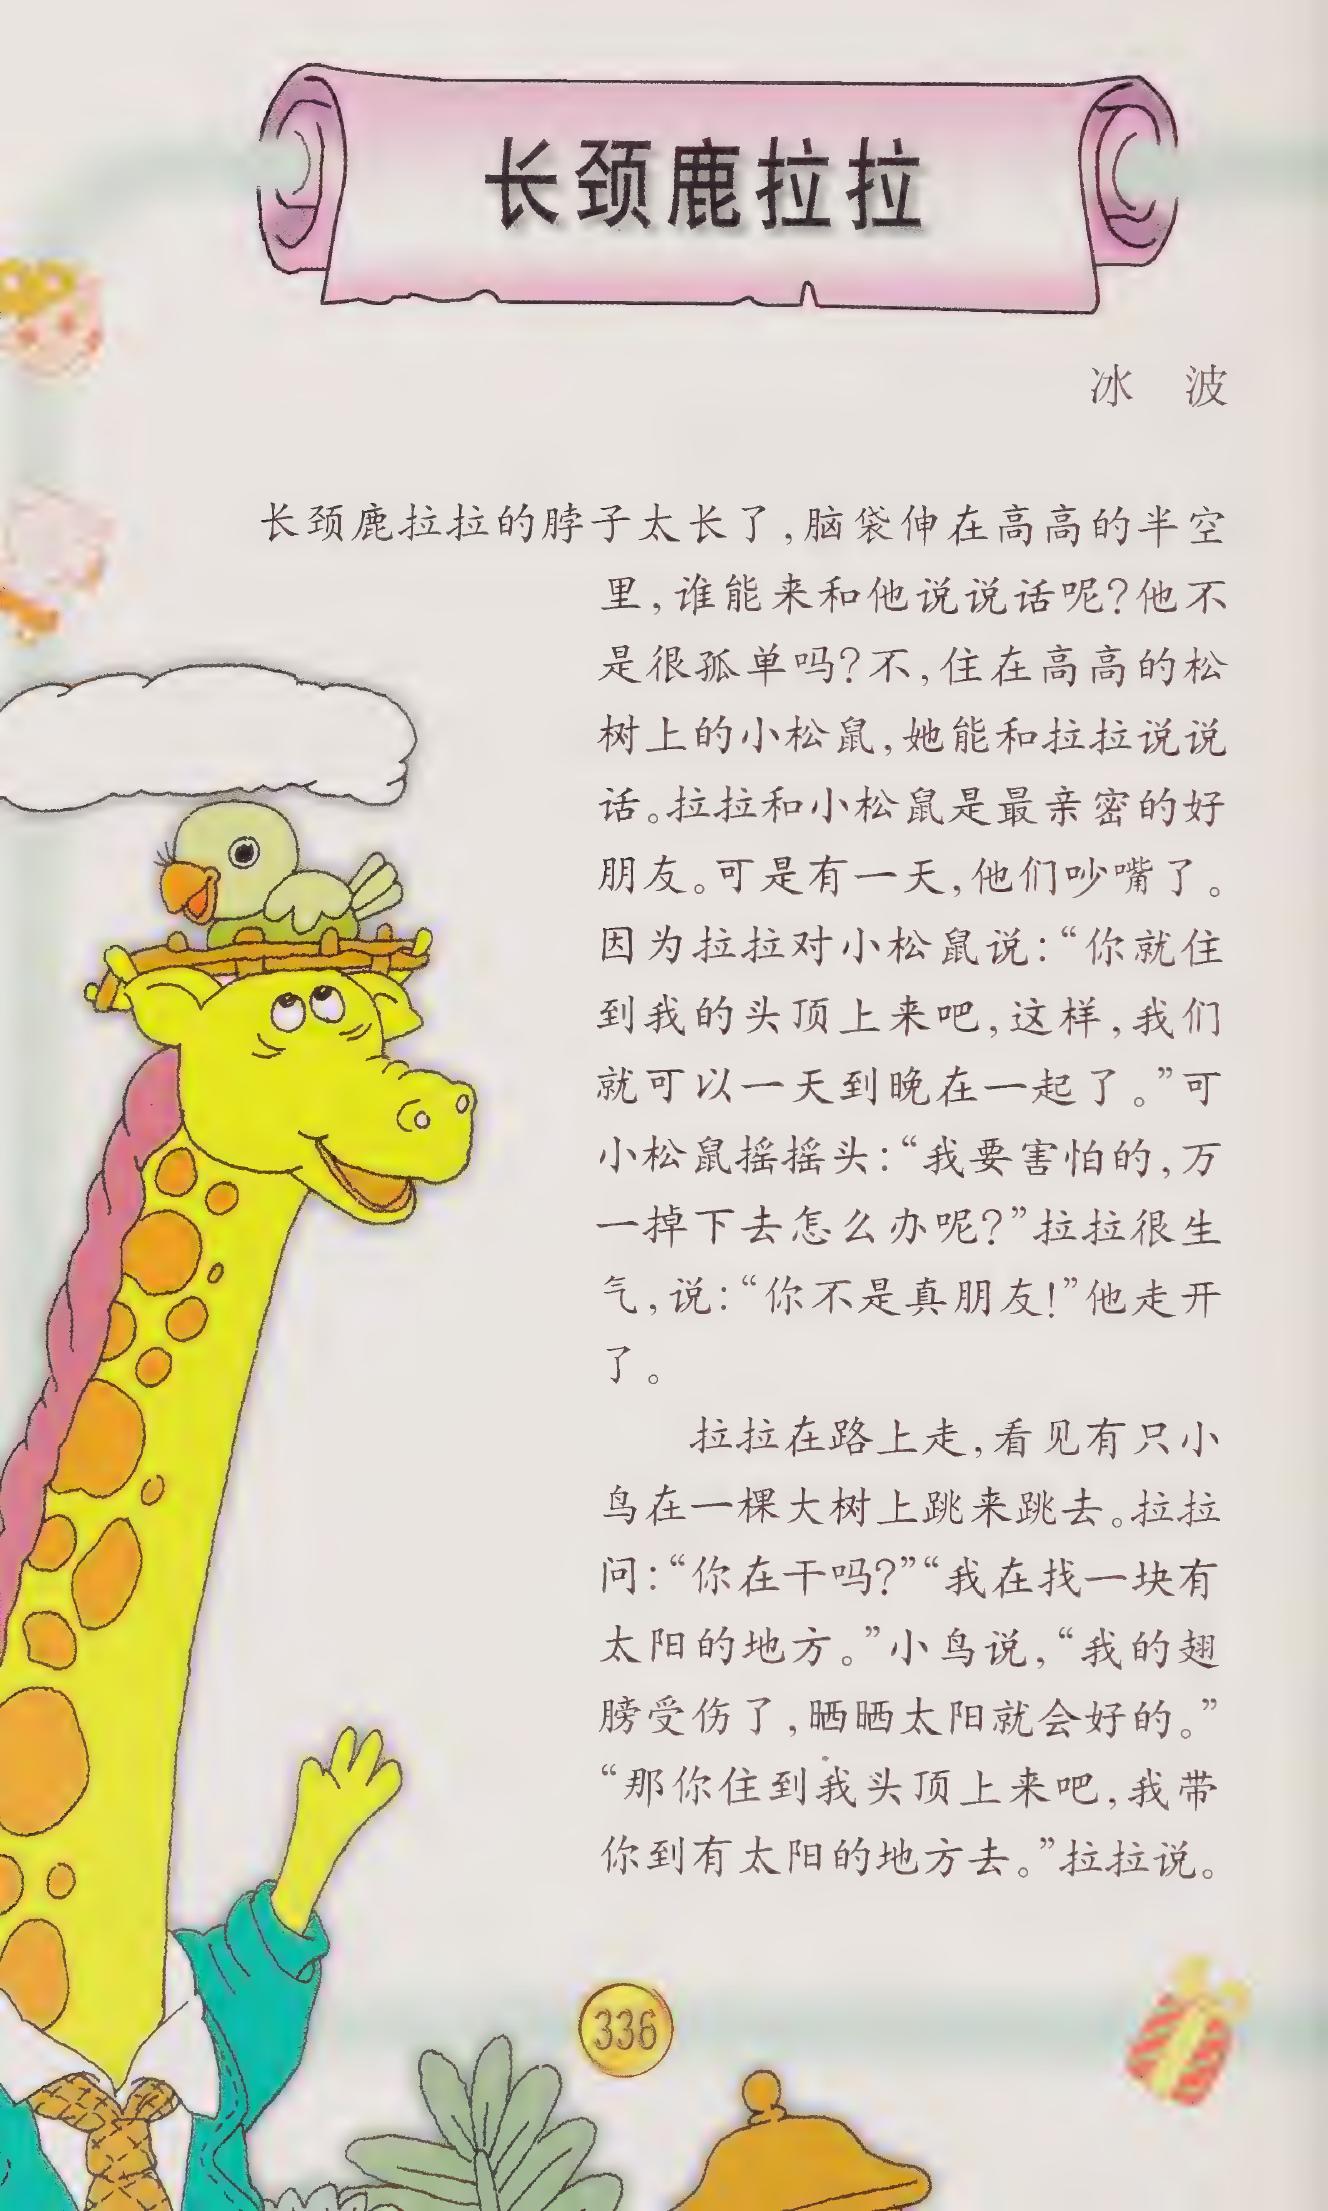 长颈鹿拉拉
冰 波
长颈鹿拉拉的脖子太长了,脑袋伸在高高的半空
里,谁能来和他说说话呢?他不
是很孤单吗?不,住在高高的松
树上的小松鼠,她能和拉拉说说
话。拉拉和小松鼠是最亲密的好
朋友。可是有一天,他们吵嘴了。
因为拉拉对小松鼠说:“你就住
到我的头顶上来吧,这样,我们
就可以一天到晚在一起了。”可
小松鼠摇摇头:“我要害怕的,万
一掉下去怎么办呢?”拉拉很生
气,说:“你不是真朋友!”他走开
了。
拉拉在路上走,看见有只小
鸟在一棵大树上跳来跳去。拉拉
问:“你在干吗?”“我在找一块有
太阳的地方。”小鸟说,“我的翅
膀受伤了,晒晒太阳就会好的。”
“那你住到我头顶上来吧,我带
你到有太阳的地方去。”拉拉说。
336